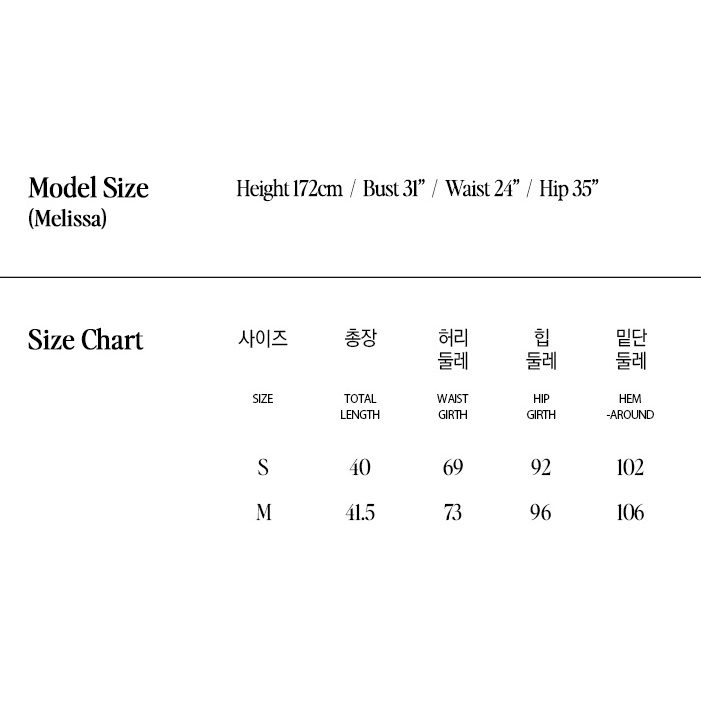 Model Size
(Melissa)
Height 172cm / Bust 31” / Waist 24” / Hip 35”
Size Chart
사이즈 총장 허리 힙 밑단
둘레 둘레 둘레
SIZE TOTAL WAIST HIP HEM
LENGTH GIRTH GIRTH -AROUND
S 40 69 92 102
M 41.5 73 96 106